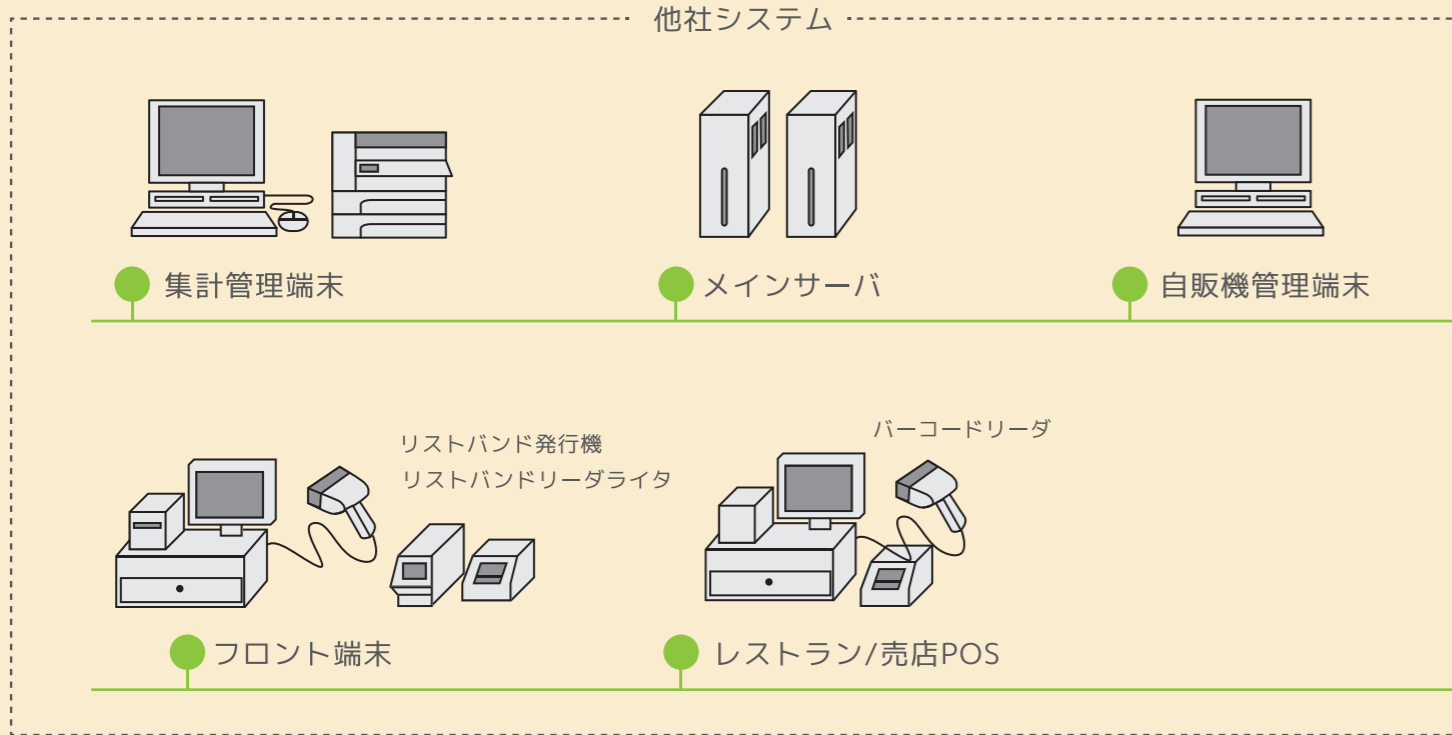 他社システム
集計管理端末
メインサーバ
自販機管理端末
リストバンド発行機
リストバンドリーダライタ
バーコードリーダ
フロント端末
レストラン/売店POS